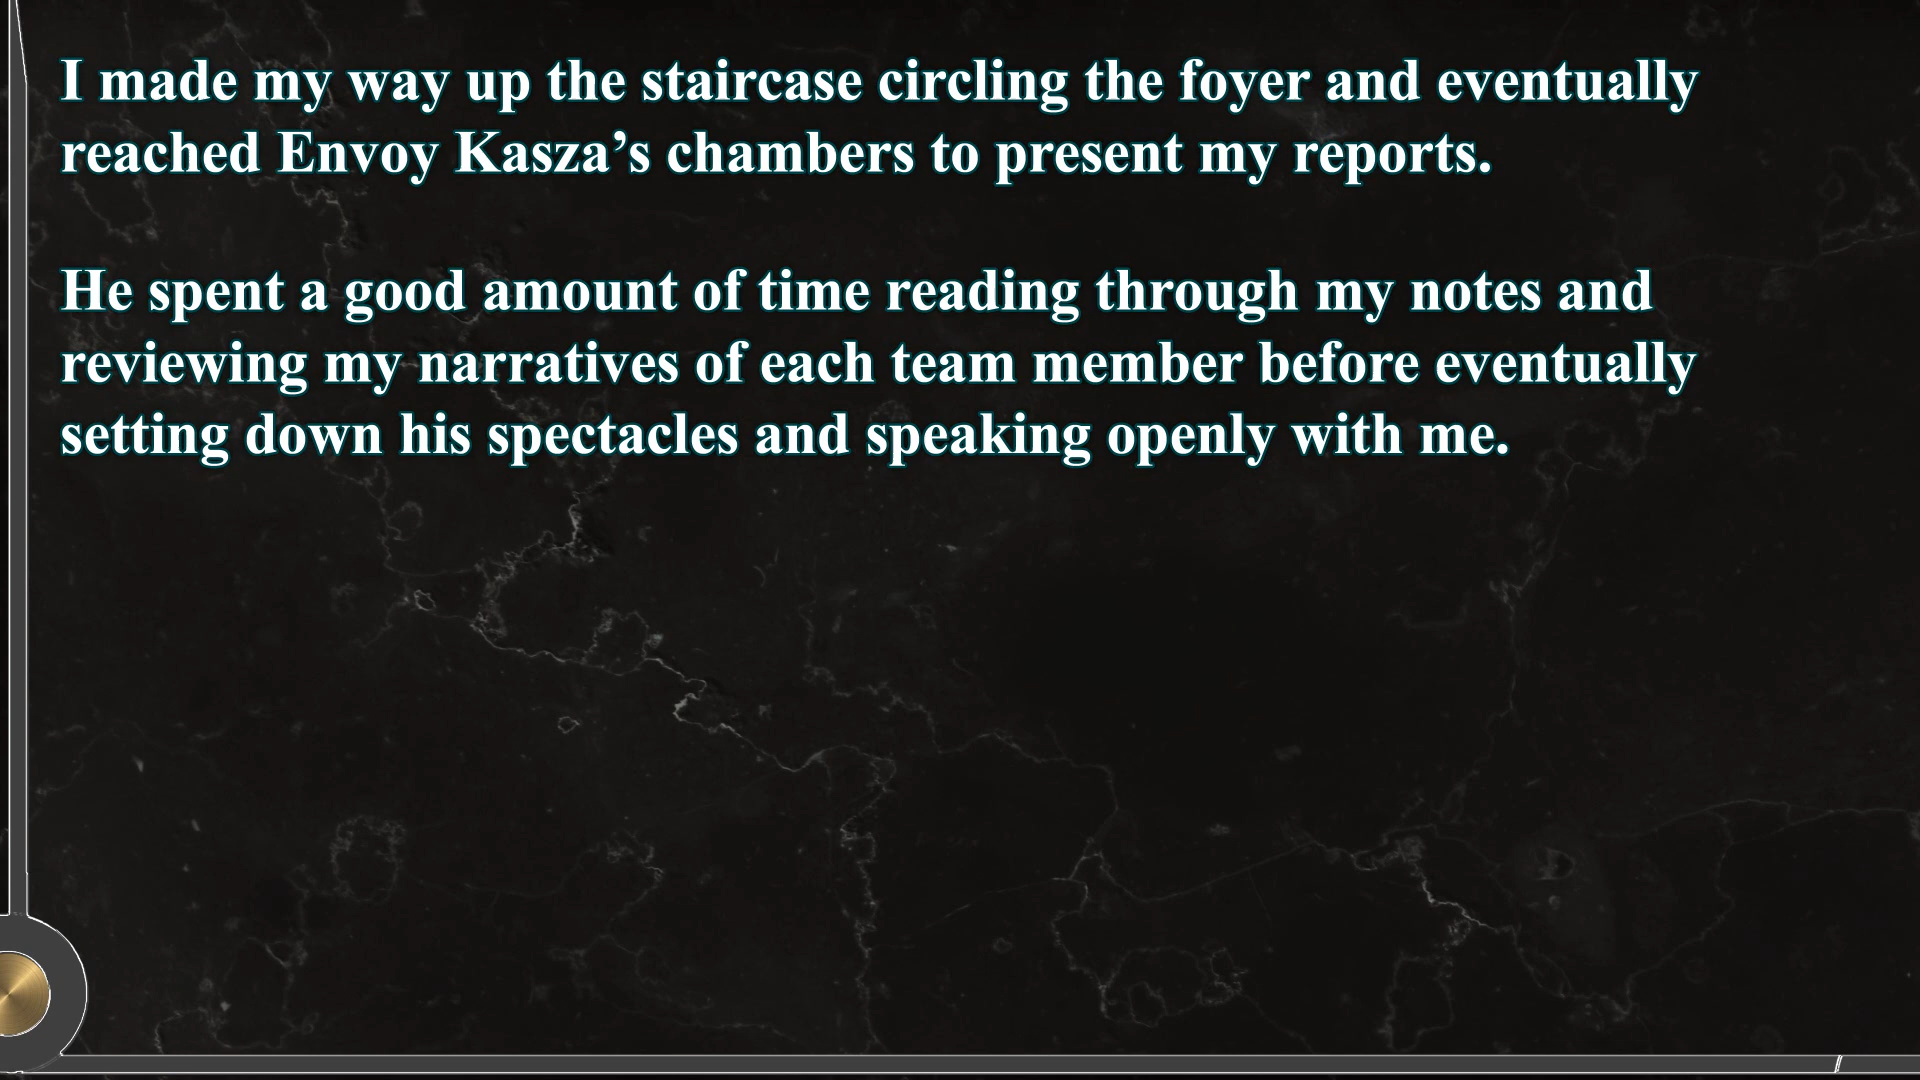 I made my way up the staircase circling the foyer and eventually
reached Envoy Kasza’s chambers to present my reports.
He spent a good amount of time reading through my notes and
reviewing my narratives of each team member before eventually
setting down his spectacles and speaking openly with me.